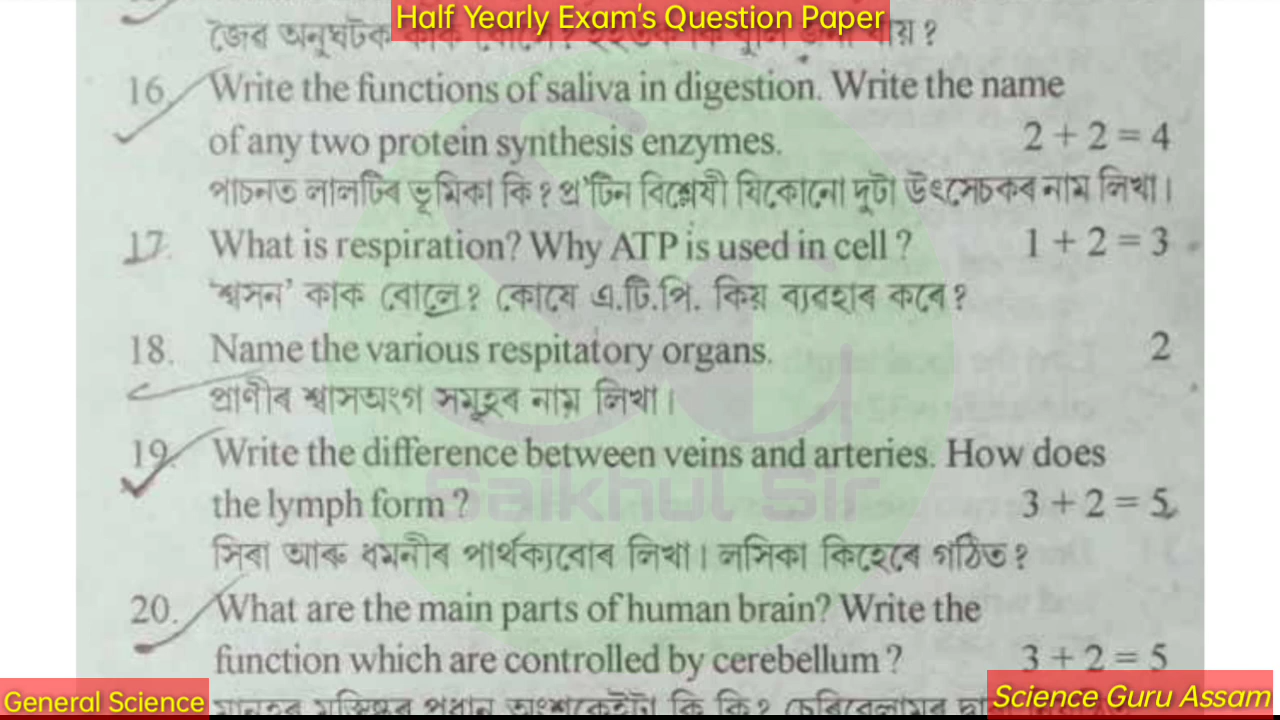 Half Yearly Exam's Question Paper
জৈৱ অনুঘটক
16. Write the functions of saliva in digestion. Write the name
of any two protein synthesis enzymes. 2 + 2 = 4
পাচনত লালটিৰ ভূমিকা কি ? প্ৰ'টিন বিশ্লেষী যিকোনো দুটা উৎসেচকৰ নাম লিখা।
17. What is respiration? Why ATP is used in cell ? 1 + 2 = 3
'শ্বসন' কাক বোলে ? কোষে এ.টি.পি. কিয় ব্যৱহাৰ কৰে ?
18. Name the various respitatory organs. 2
প্ৰাণীৰ শ্বাসঅংগ সমূহৰ নাম লিখা।
19. Write the difference between veins and arteries. How does
the lymph form ? 3 + 2 = 5
সিৰা আৰু ধমনীৰ পাৰ্থক্যবোৰ লিখা। লসিকা কিহেৰে গঠিত ?
Saikhul Sir
20. What are the main parts of human brain? Write the
function which are controlled by cerebellum ? 3 + 2 = 5
General Science
Science Guru Assam